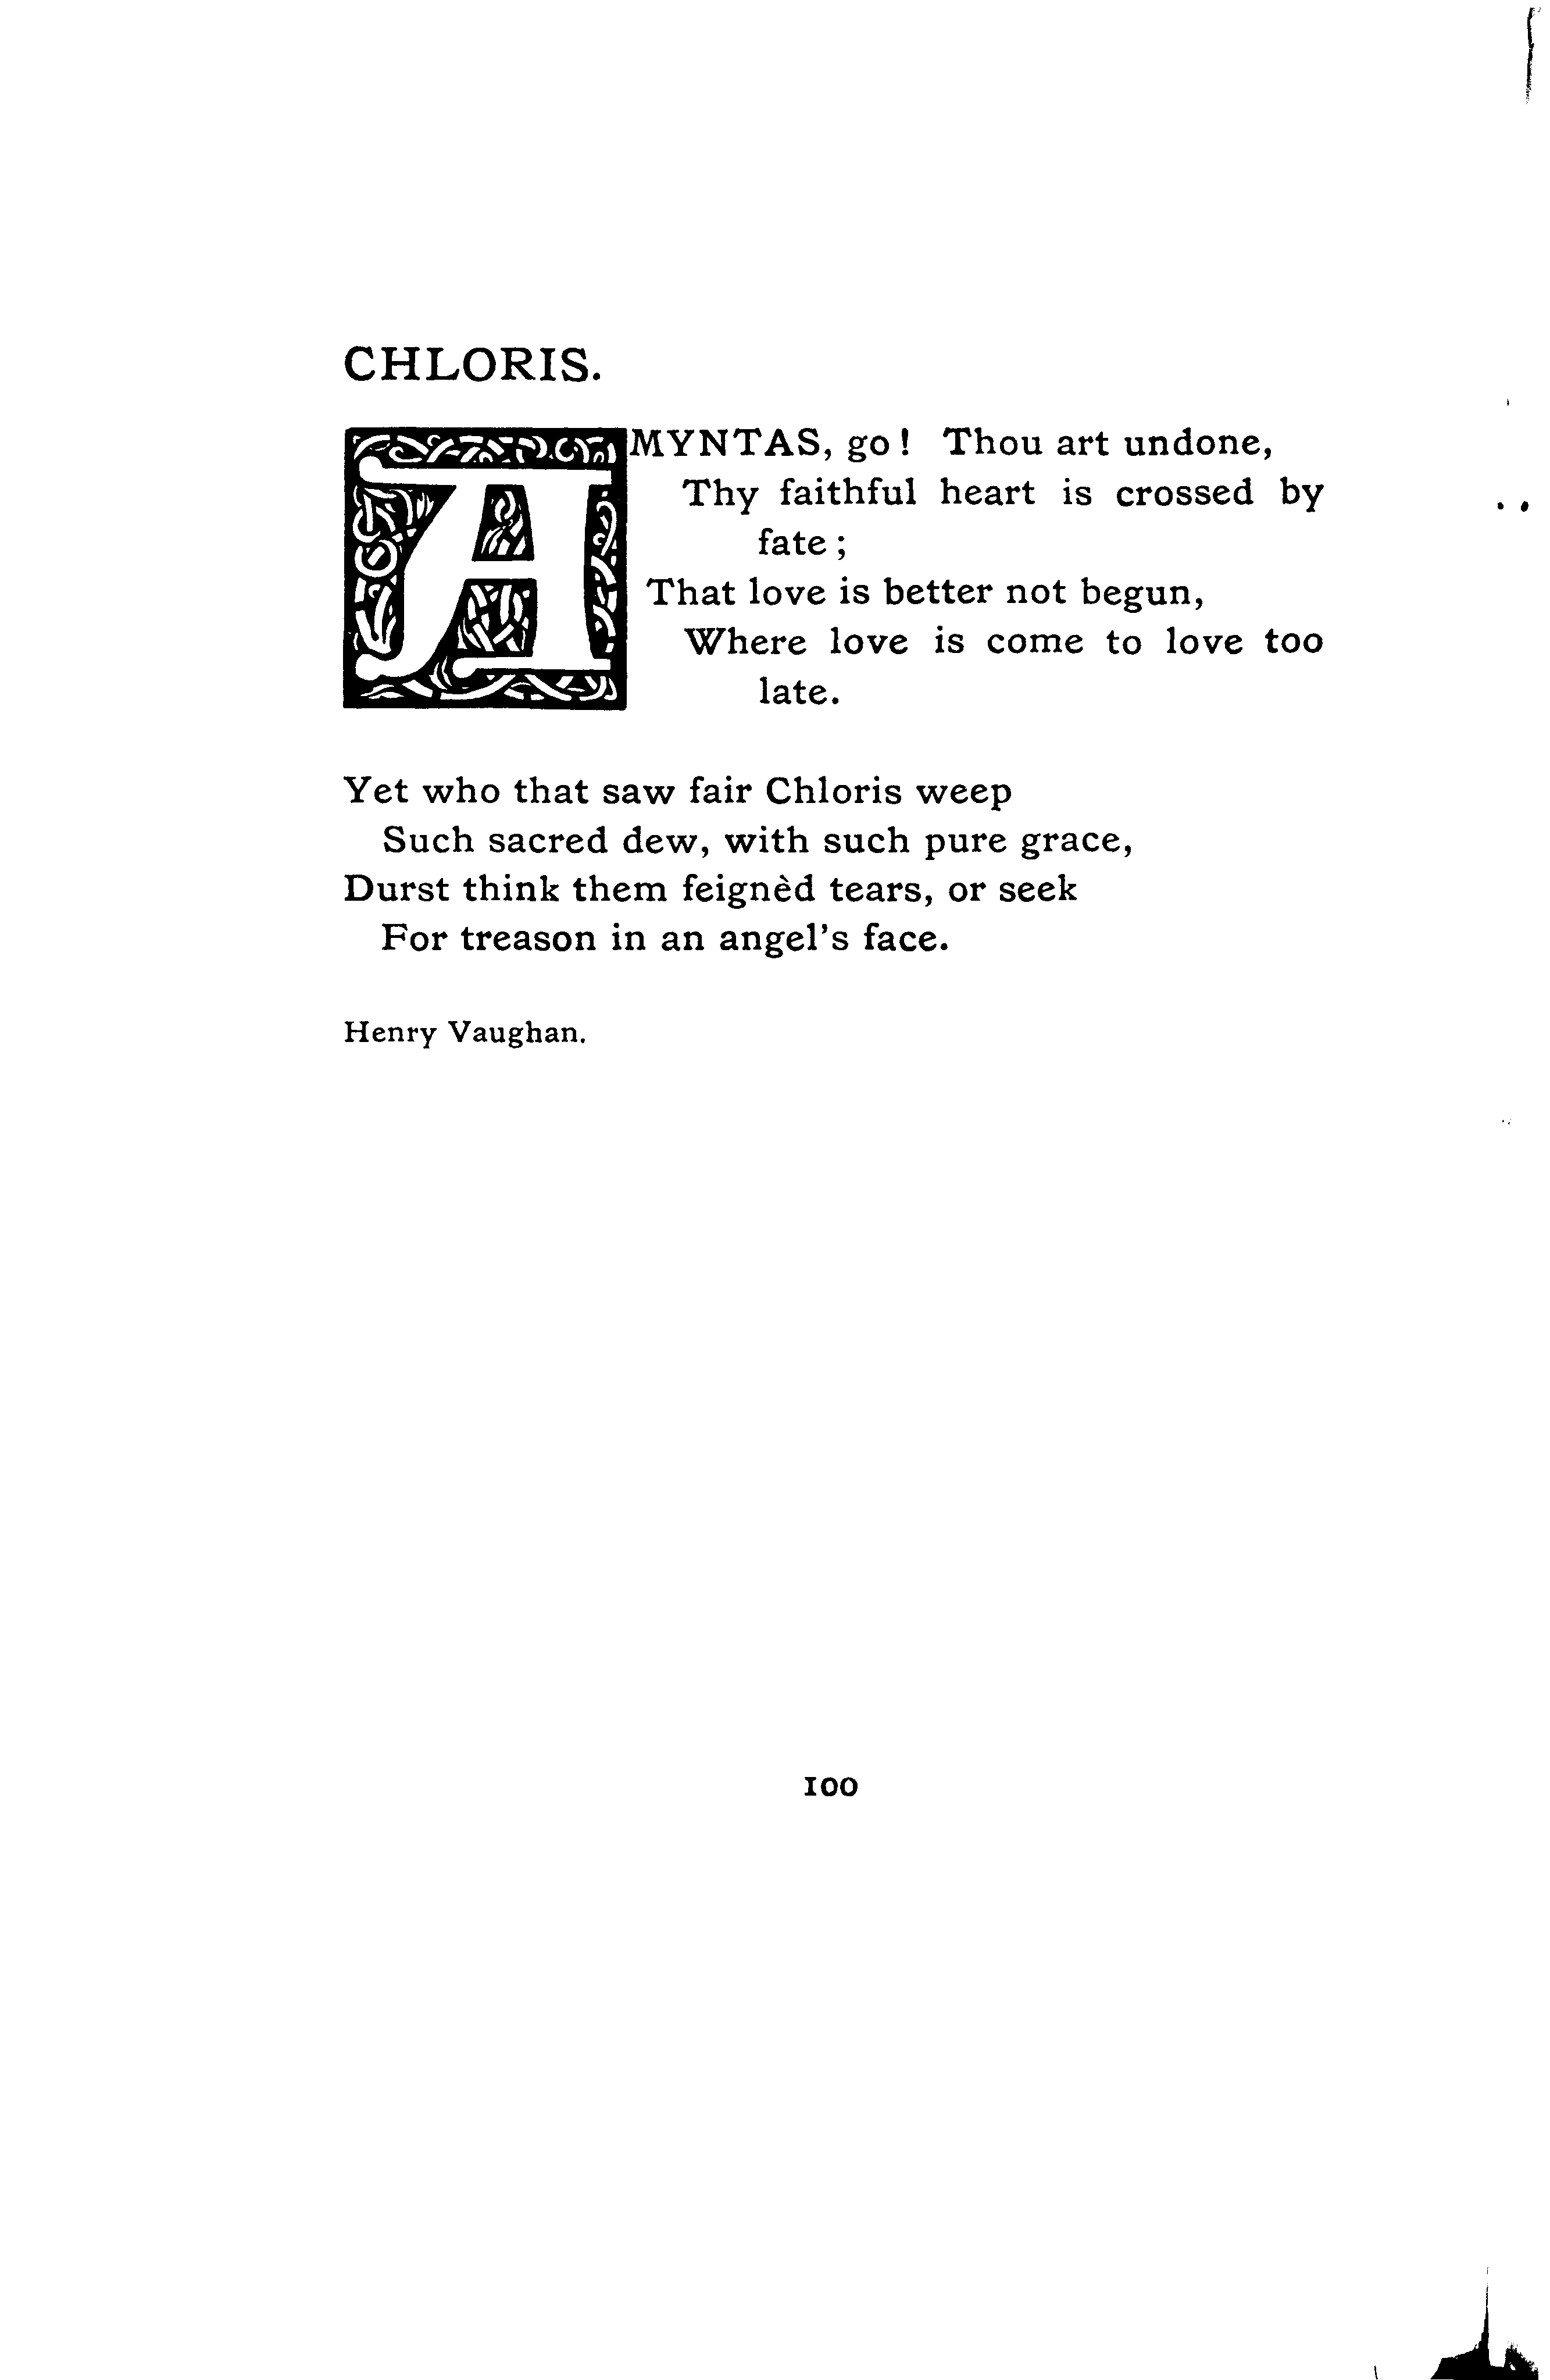 CHLORIS.
AMYNTAS, go! Thou art undone,
Thy faithful heart is crossed by
fate;
That love is better not begun,
Where love is come to love too
late.
Yet who that saw fair Chloris weep
Such sacred dew, with such pure grace,
Durst think them feignèd tears, or seek
For treason in an angel's face.
Henry Vaughan.
100